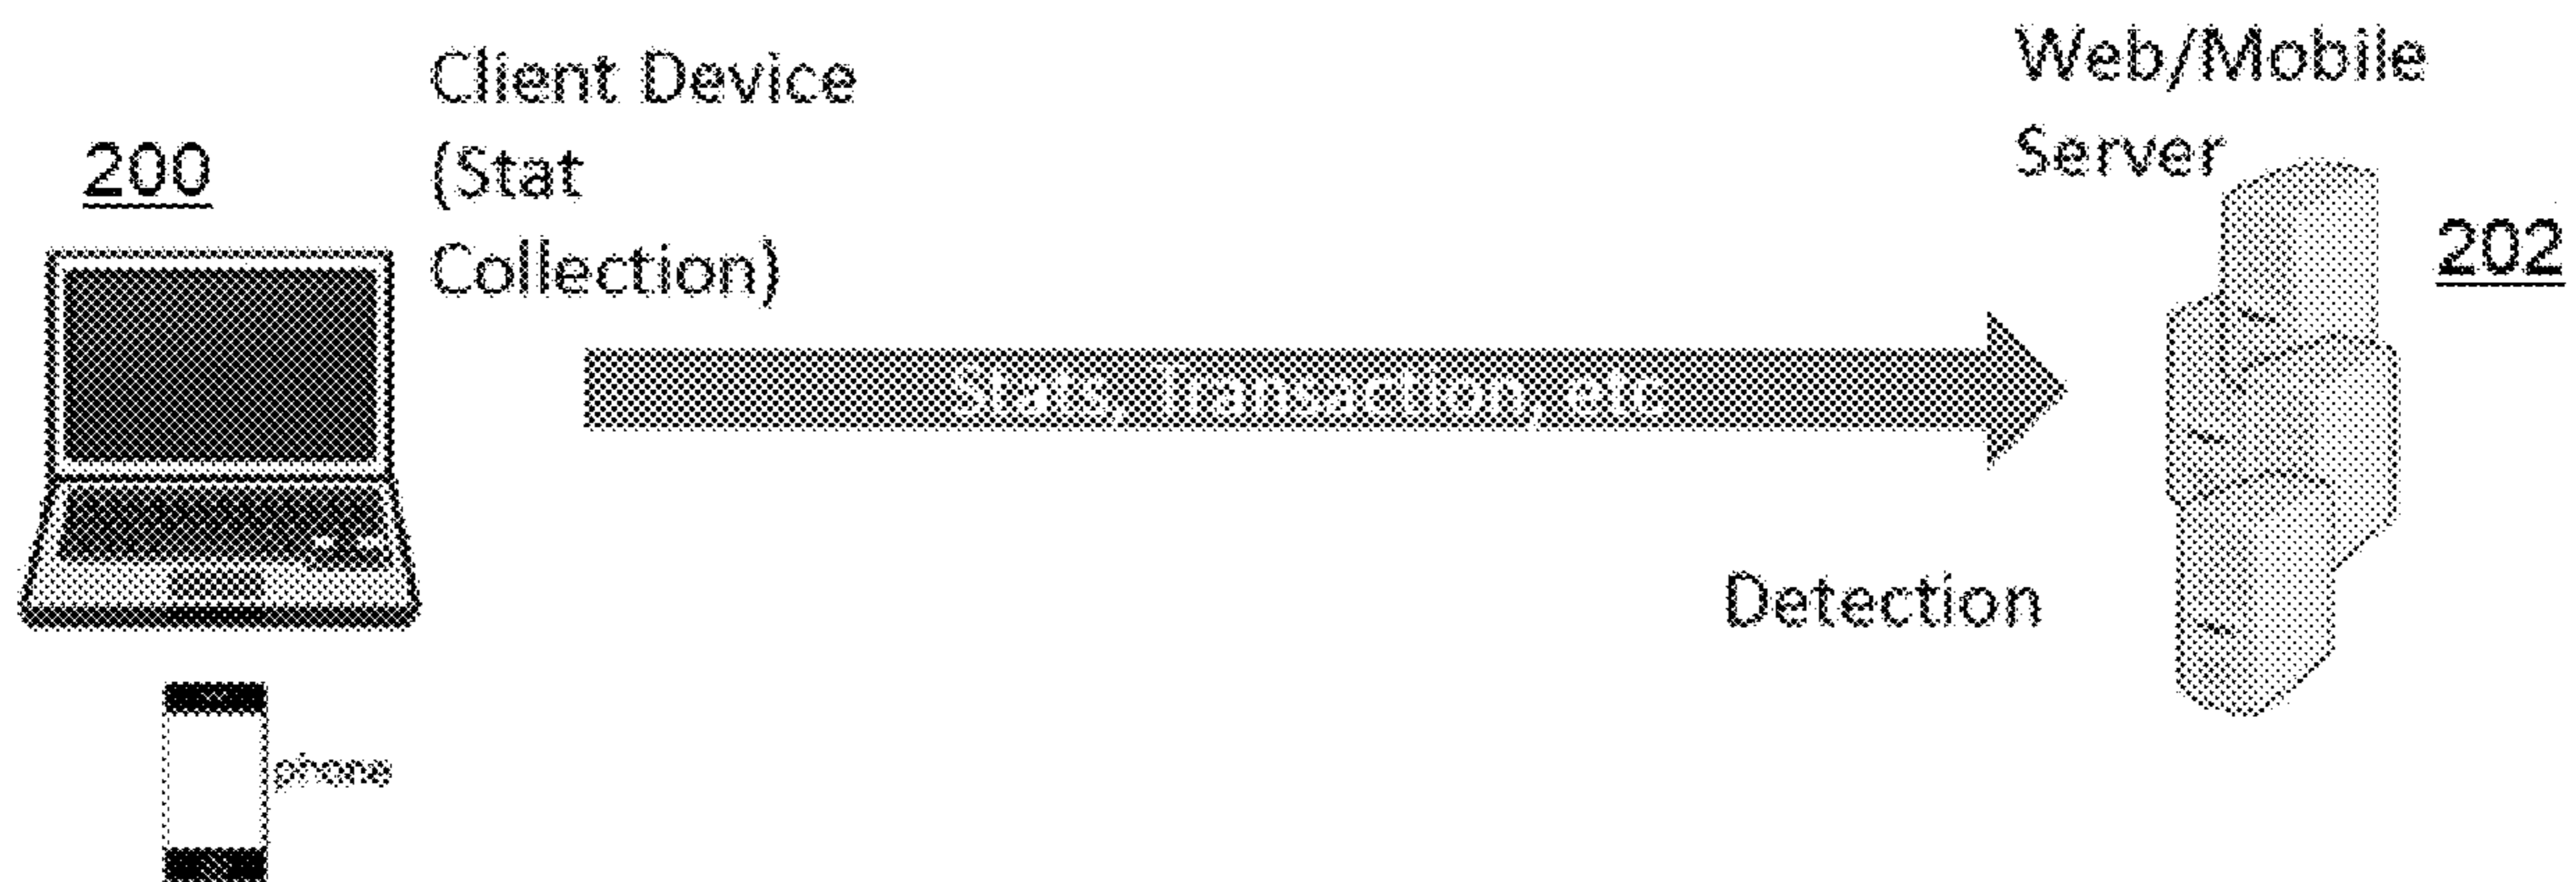 200
Client Device
(Stat
Collection)
Web/Mobile
Server
202
Stats, Transaction, etc
Detection
phone